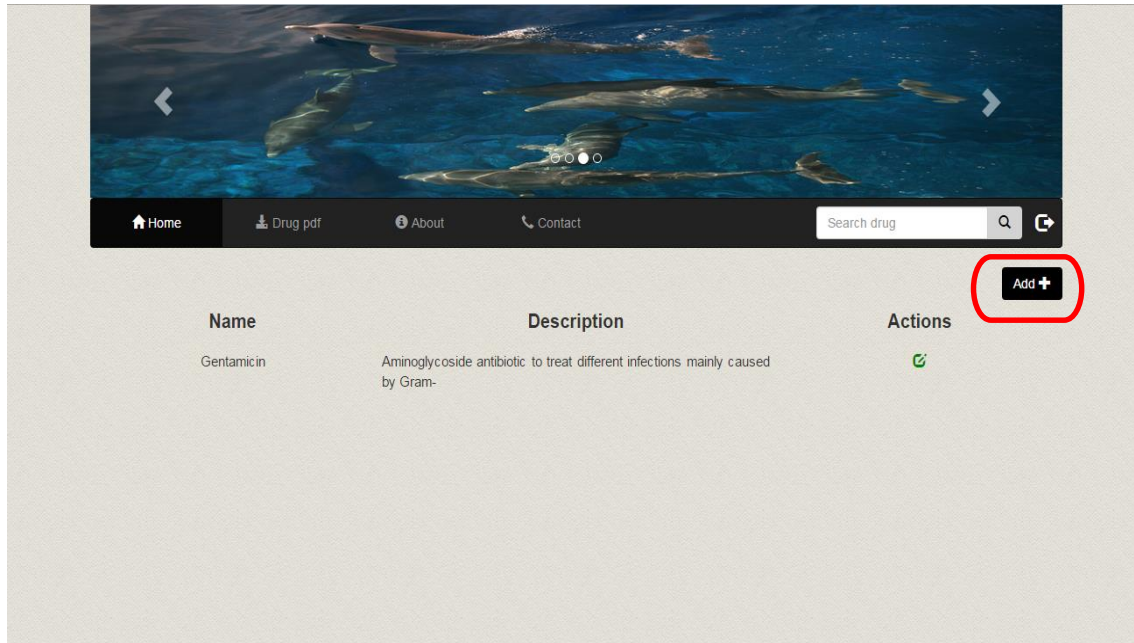 Home Drug pdf About Contact Search drug
Add
Name Description Actions
Gentamicin Aminoglycoside antibiotic to treat different infections mainly caused
by Gram-